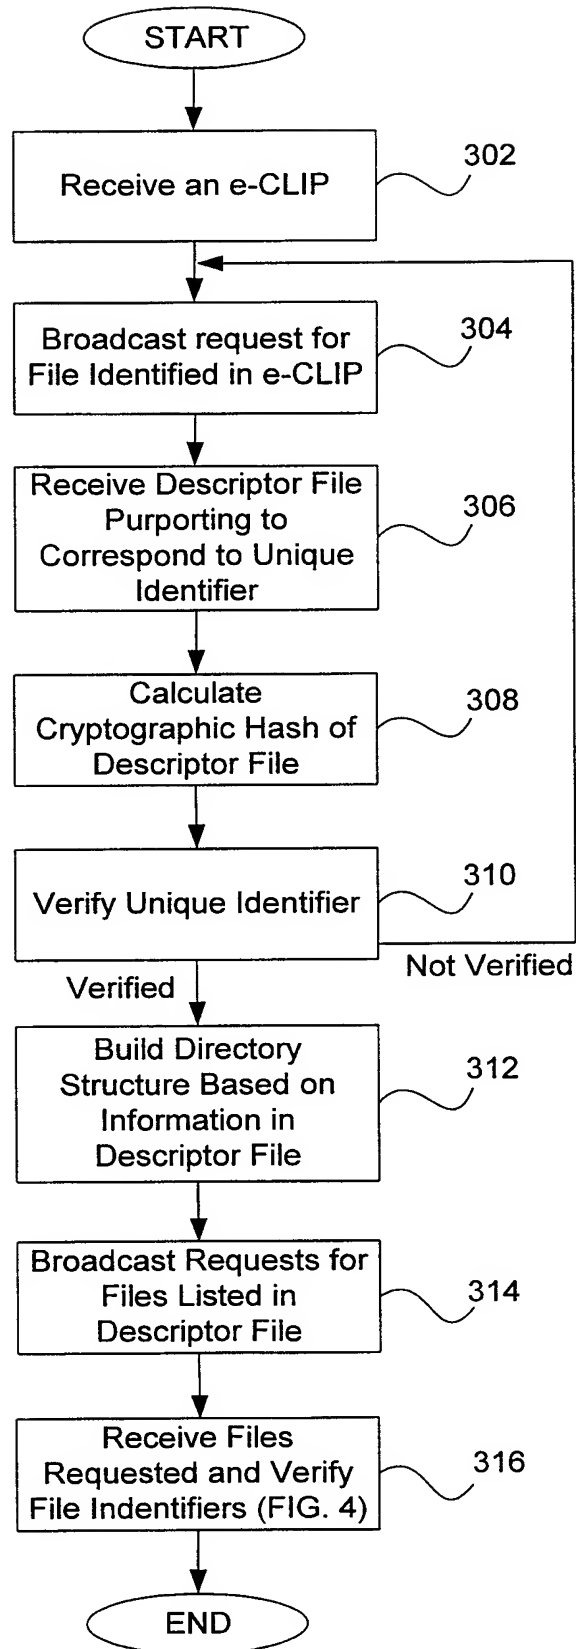 START
Receive an e-CLIP
302
Broadcast request for
File Identified in e-CLIP
304
Receive Descriptor File
Purporting to
Correspond to Unique
Identifier
306
Calculate
Cryptographic Hash of
Descriptor File
308
Verify Unique Identifier
310
Not Verified
Verified
Build Directory
Structure Based on
Information in
Descriptor File
312
Broadcast Requests for
Files Listed in
Descriptor File
314
Receive Files
Requested and Verify
File Indentifiers (FIG. 4)
316
END